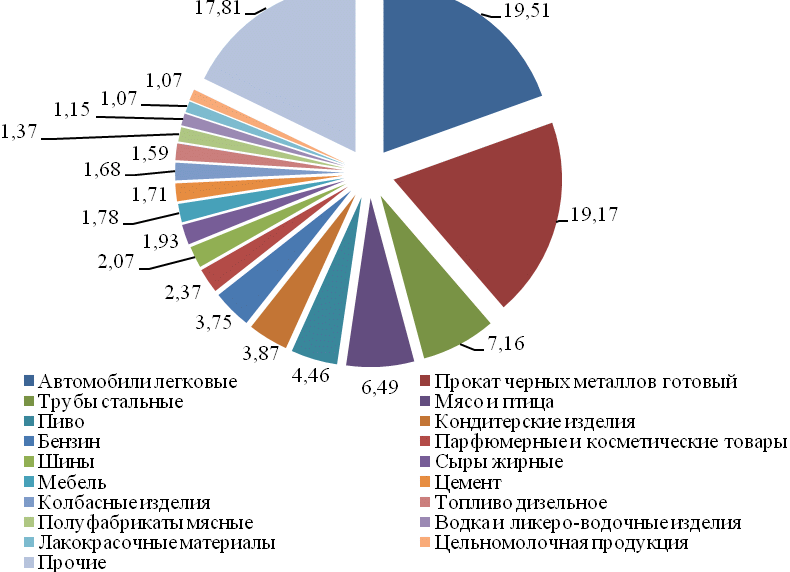 17,81
19,51
1,07
1,07
1,15
1,37
1,59
1,68
1,71
1,78
1,93
2,07
2,37
3,75
3,87
4,46
6,49
7,16
19,17
Автомобили легковые
Прокат черных металлов готовый
Трубы стальные
Мясо и птица
Пиво
Кондитерские изделия
Бензин
Парфюмерные и косметические товары
Шины
Сыры жирные
Мебель
Цемент
Колбасные изделия
Топливо дизельное
Полуфабрикаты мясные
Водка и ликеро-водочные изделия
Лакокрасочные материалы
Цельномолочная продукция
Прочие